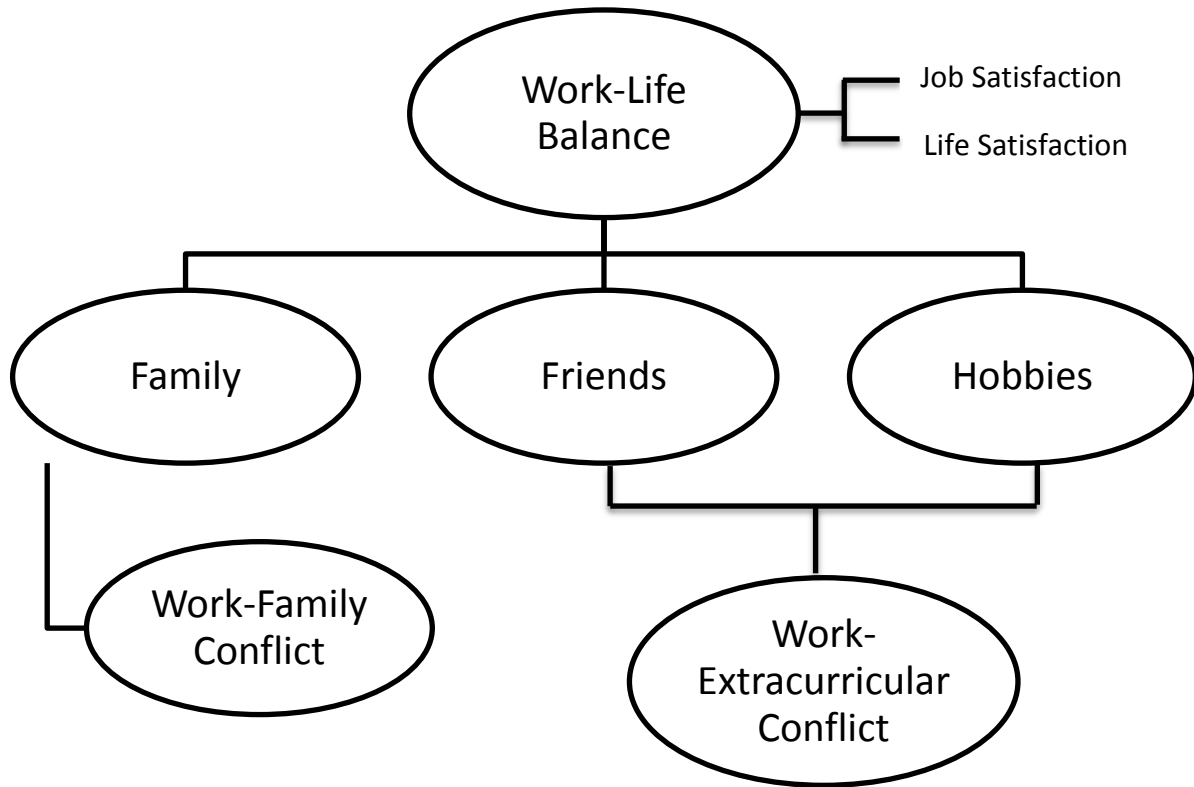 Work-Life
Balance
Job Satisfaction
Life Satisfaction
Family
Friends
Hobbies
Work-Family
Conflict
Work-
Extracurricular
Conflict